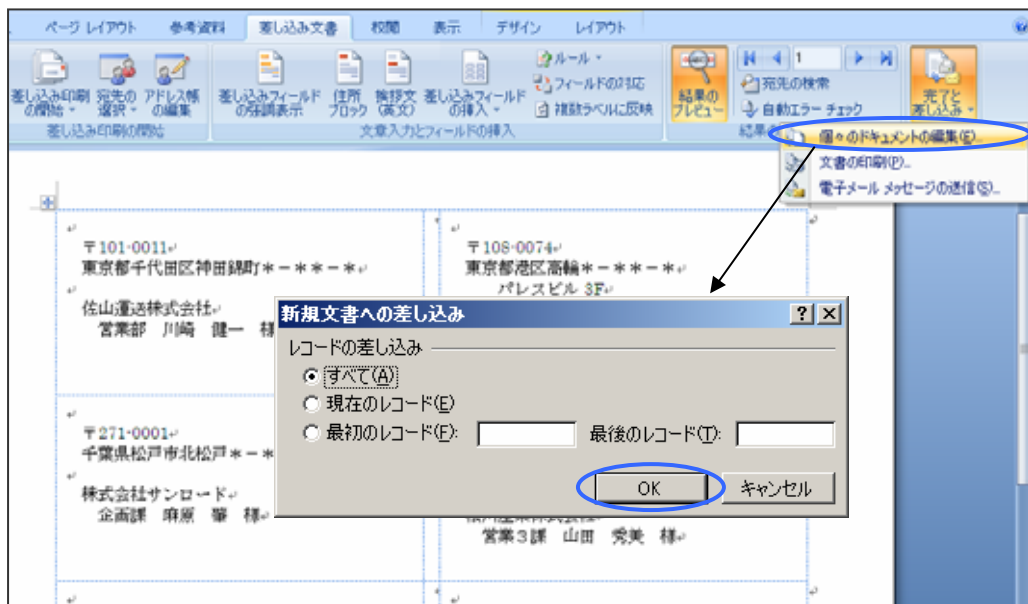 ページ レイアウト 参考資料 差し込み文書 校閲 表示 デザイン レイアウト
差し込み印刷の開始 宛先の選択 アドレス帳の編集
差し込み印刷の開始
差し込みフィールドの強調表示 住所ブロック 挨拶文(英文) 差し込みフィールドの挿入
ルール
フィールドの対応
複数ラベルに反映
文章入力とフィールドの挿入
結果のプレビュー
1
宛先の検索
自動エラー チェック
完了と差し込み
個々のドキュメントの編集(E)...
文書の印刷(P)...
電子メール メッセージの送信(S)...
〒101-0011
東京都千代田区神田錦町*-**-*
佐山運送株式会社
営業部 川崎 健一 様
〒108-0074
東京都港区高輪*-**-*
パレスビル 3F
新規文書への差し込み
レコードの差し込み
すべて(A)
現在のレコード(E)
最初のレコード(F): 最後のレコード(T):
OK キャンセル
〒271-0001
千葉県松戸市北松戸*-*
株式会社サンロード
企画課 麻原 肇 様
営業3課 山田 秀美 様